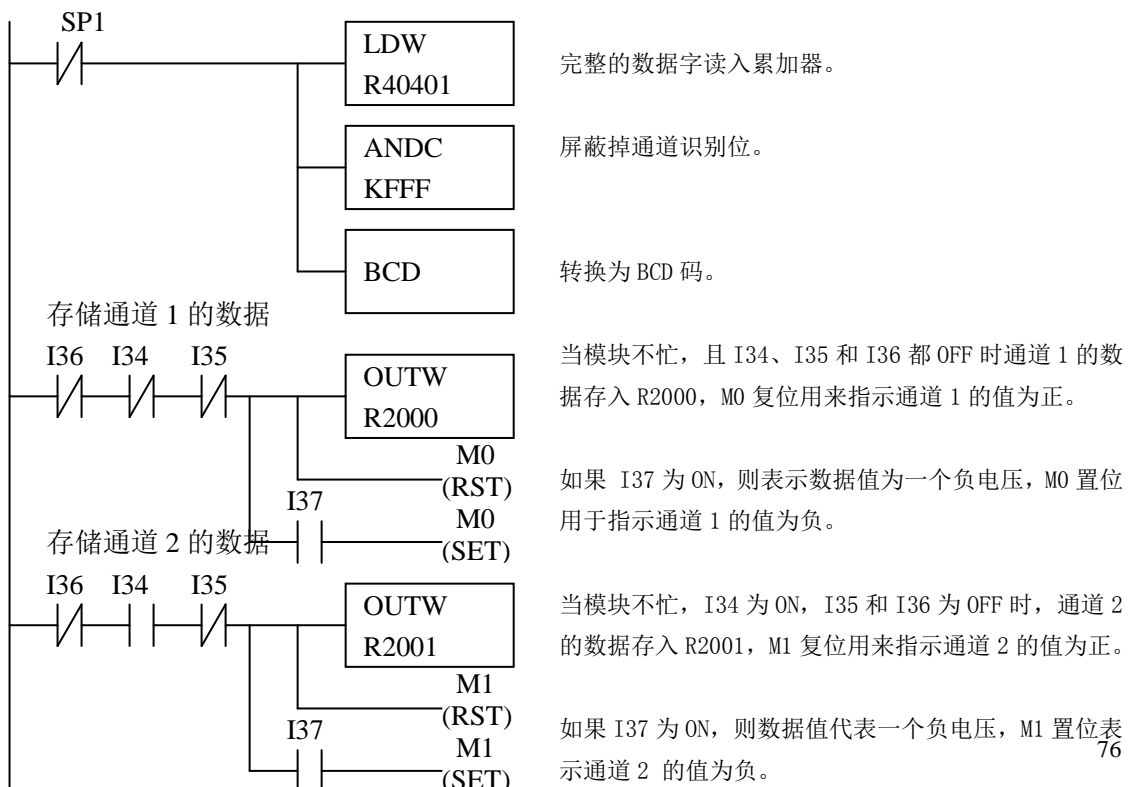 SP1
LDW
R40401
完整的数据字读入累加器。
ANDC
KFFF
屏蔽掉通道识别位。
BCD
转换为 BCD 码。
存储通道 1 的数据
I36 I34 I35
OUTW
R2000
当模块不忙，且 I34、I35 和 I36 都 OFF 时通道 1 的数
据存入 R2000，M0 复位用来指示通道 1 的值为正。
M0
(RST)
I37
M0
(SET)
如果 I37 为 ON，则表示数据值为一个负电压，M0 置位
用于指示通道 1 的值为负。
存储通道 2 的数据
I36 I34 I35
OUTW
R2001
当模块不忙，I34 为 ON，I35 和 I36 为 OFF 时，通道 2
的数据存入 R2001，M1 复位用来指示通道 2 的值为正。
M1
(RST)
I37
M1
(SET)
如果 I37 为 ON，则数据值代表一个负电压，M1 置位表
示通道 2 的值为负。
76